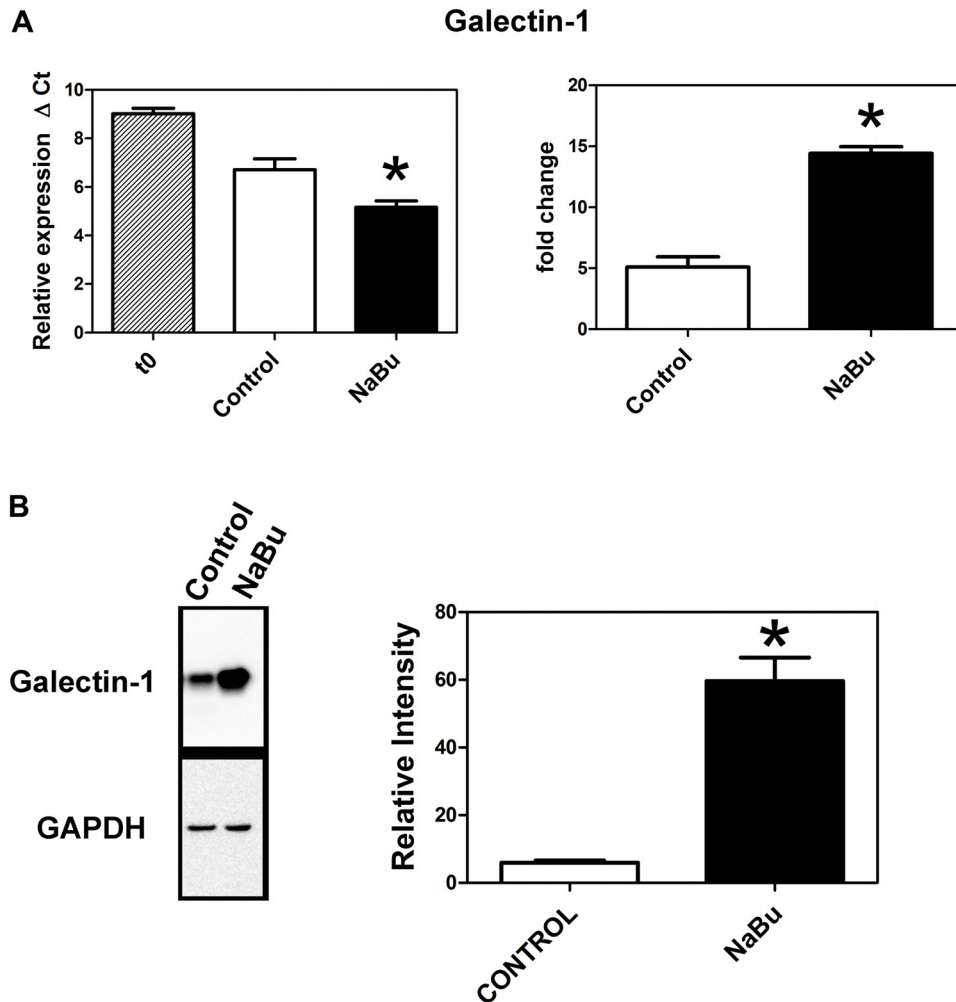 A
Galectin-1
Relative expression Δ Ct
10
8
6
4
2
0
*
t0
Control
NaBu
fold change
20
15
10
5
0
*
Control
NaBu
B
Control
NaBu
Galectin-1
GAPDH
Relative Intensity
80
60
40
20
0
*
CONTROL
NaBu